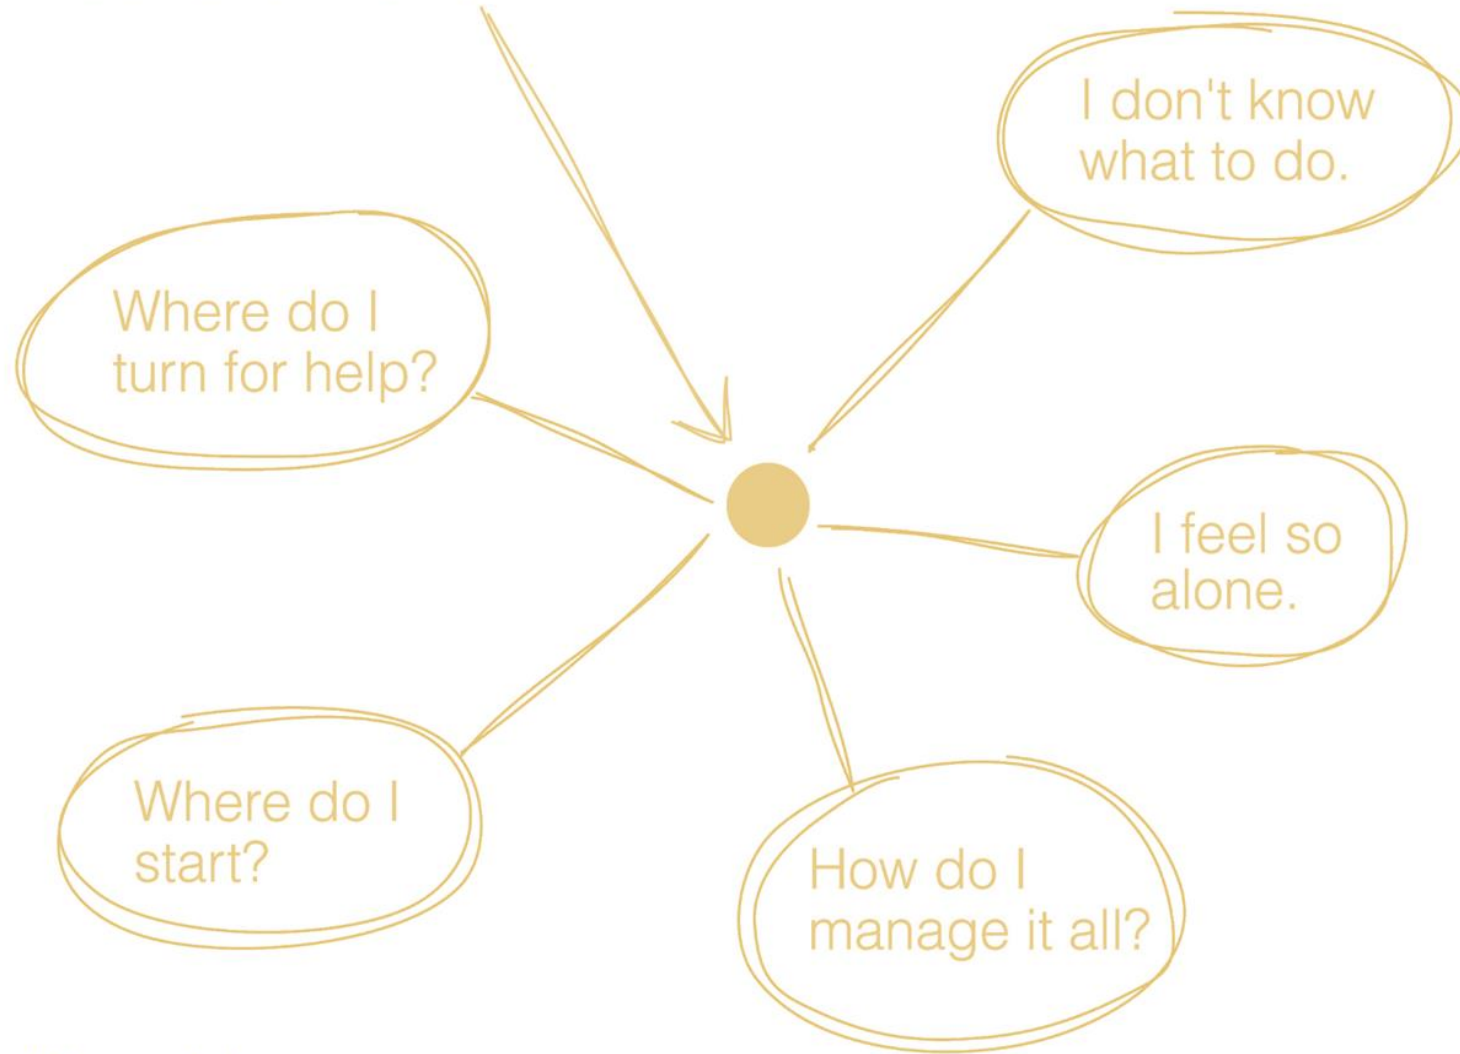 I don't know
what to do.
Where do I
turn for help?
I feel so
alone.
Where do I
start?
How do I
manage it all?